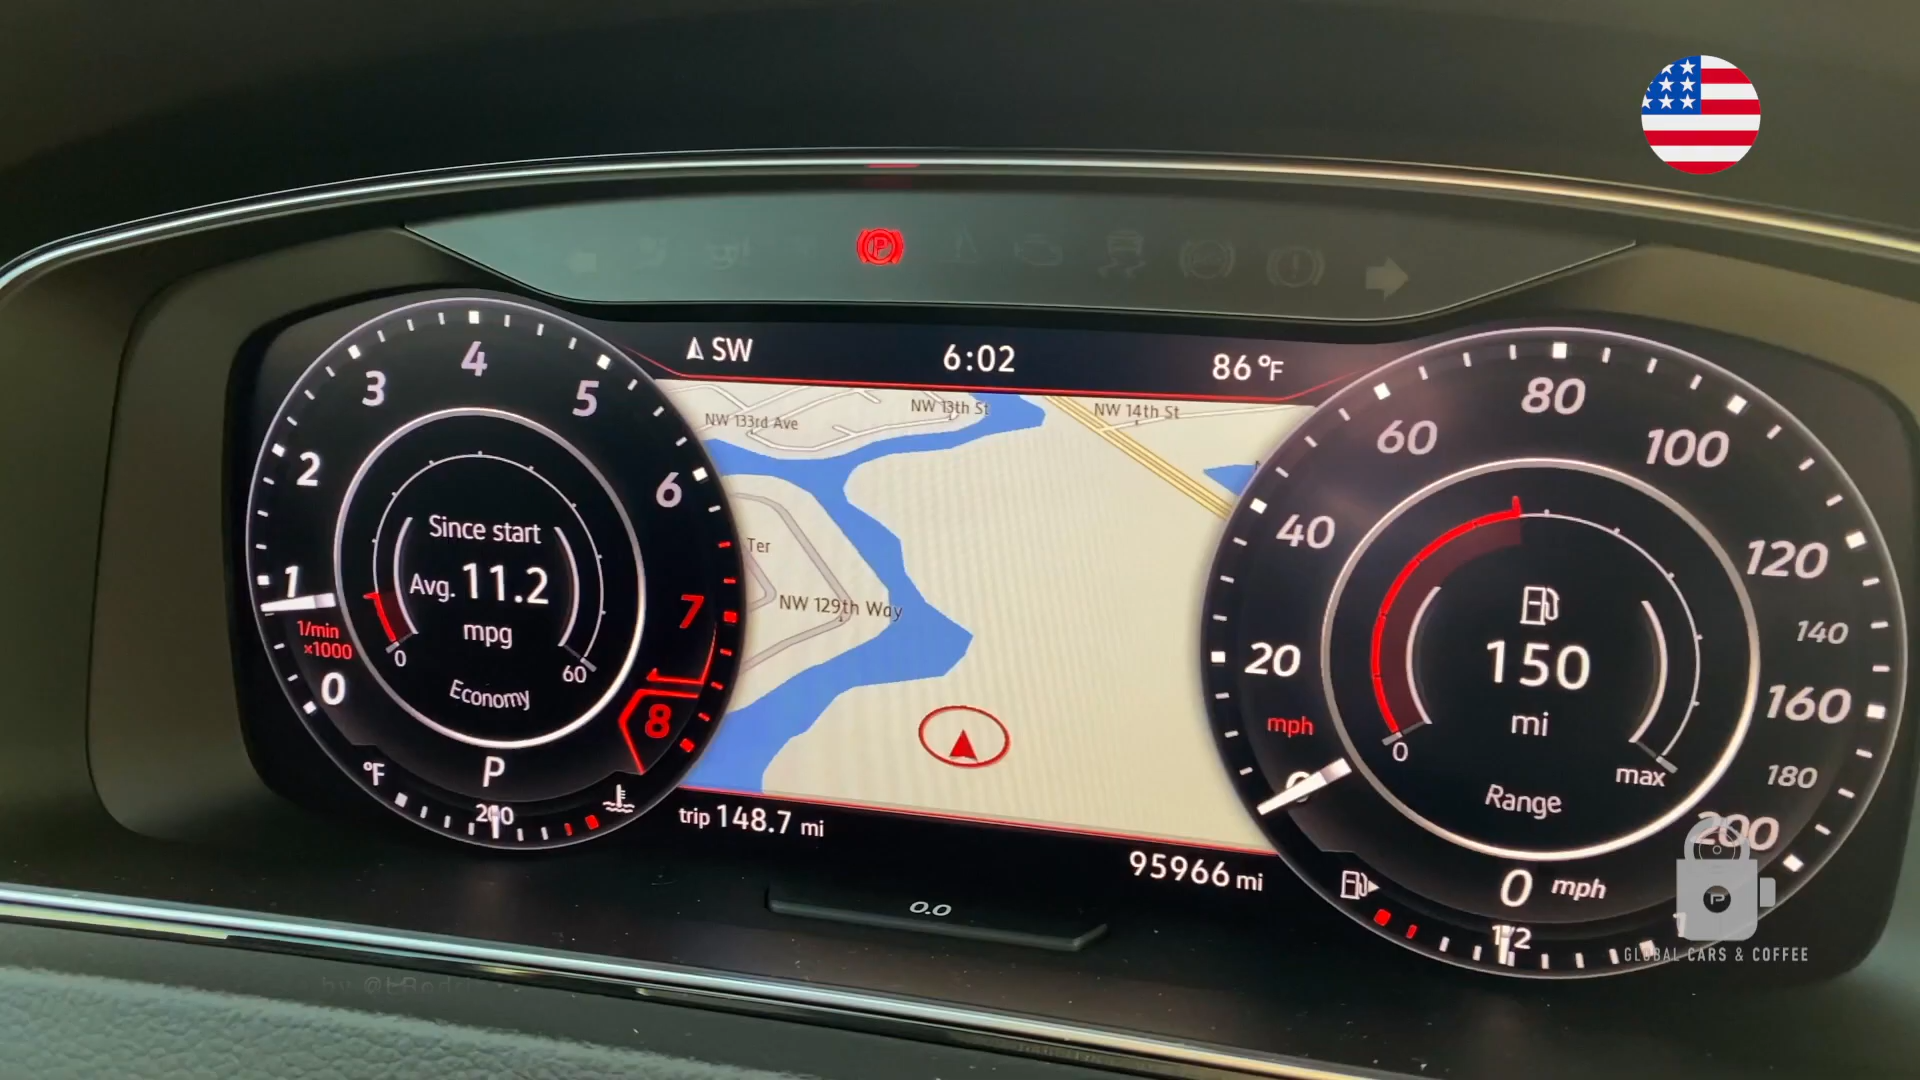 SW
6:02
86 °F
NW 133rd Ave
NW 13th St
NW 14th St
Ter
NW 129th Way
trip 148.7 mi
95966 mi
0.0
0
1
2
3
4
5
6
7
8
1/min
×1000
Since start
Avg. 11.2
mpg
0
60
Economy
P
°F
200
0
20
40
60
80
100
120
140
160
180
200
mph
150
mi
0
max
Range
0 mph
1/2
1
P
GLOBAL CARS & COFFEE